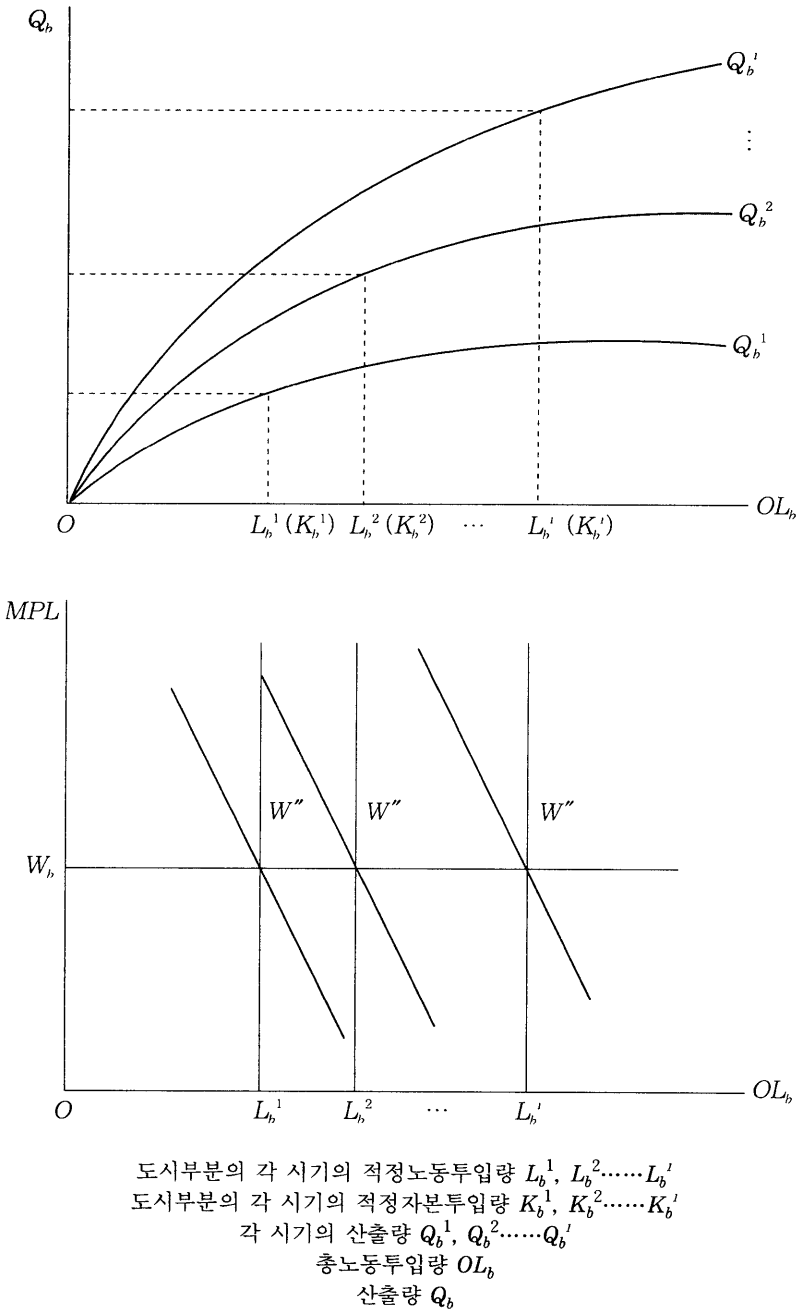 Q_b
Q_b^t
⋮
Q_b^2
Q_b^1
O L_b^1 (K_b^1) L_b^2 (K_b^2) … L_b^t (K_b^t) OL_b
MPL
W″ W″ W″
W_b
O L_b^1 L_b^2 … L_b^t OL_b
도시부분의 각 시기의 적정노동투입량 L_b^1, L_b^2……L_b^t
도시부분의 각 시기의 적정자본투입량 K_b^1, K_b^2……K_b^t
각 시기의 산출량 Q_b^1, Q_b^2……Q_b^t
총노동투입량 OL_b
산출량 Q_b